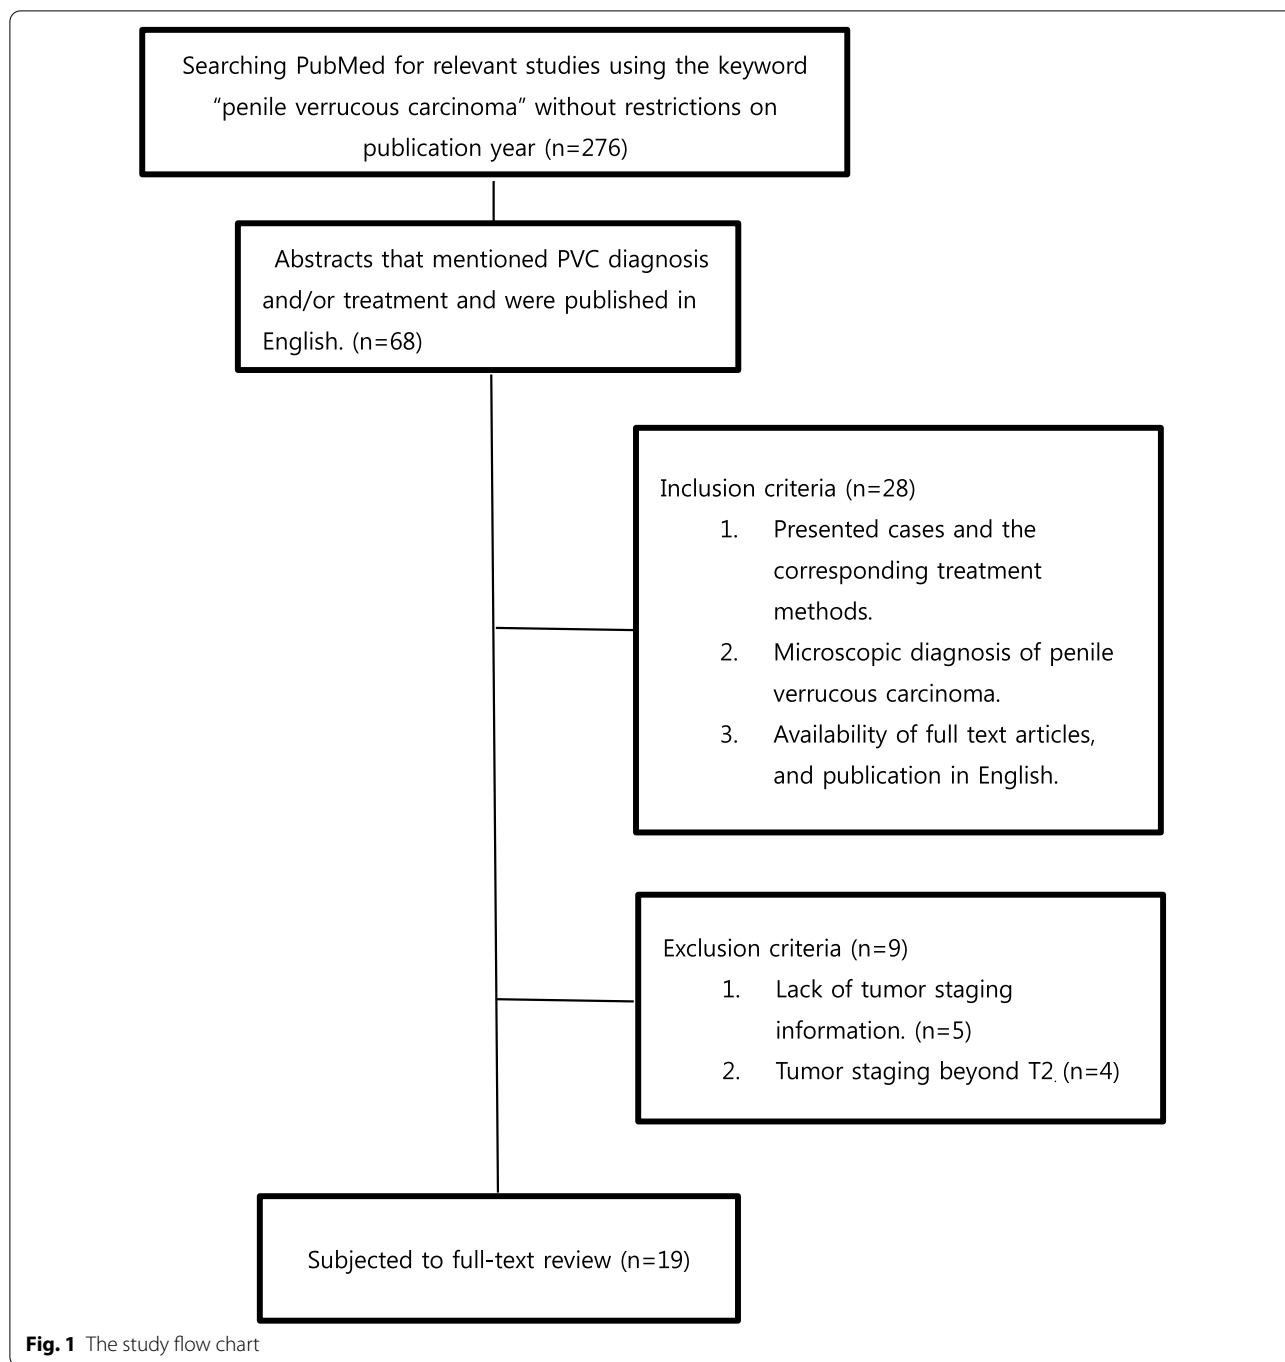 Searching PubMed for relevant studies using the keyword
“penile verrucous carcinoma” without restrictions on
publication year (n=276)
Abstracts that mentioned PVC diagnosis
and/or treatment and were published in
English. (n=68)
Inclusion criteria (n=28)
1. Presented cases and the
corresponding treatment
methods.
2. Microscopic diagnosis of penile
verrucous carcinoma.
3. Availability of full text articles,
and publication in English.
Exclusion criteria (n=9)
1. Lack of tumor staging
information. (n=5)
2. Tumor staging beyond T2. (n=4)
Subjected to full-text review (n=19)
Fig. 1 The study flow chart